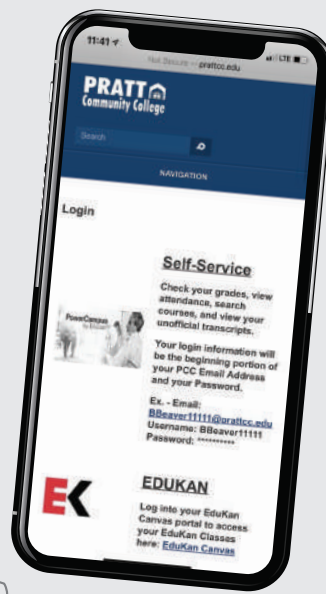 11:41
LTE
Not Secure — prattcc.edu
PRATT
Community College
Search
NAVIGATION
Login
Self-Service
Check your grades, view
attendance, search
courses, and view your
unofficial transcripts.
PowerCampus
Your login information will
be the beginning portion of
your PCC Email Address
and your Password.
Ex. - Email:
BBeaver11111@prattcc.edu
Username: BBeaver11111
Password: **********
EK
EDUKAN
Log into your EduKan
Canvas portal to access
your EduKan Classes
here: EduKan Canvas